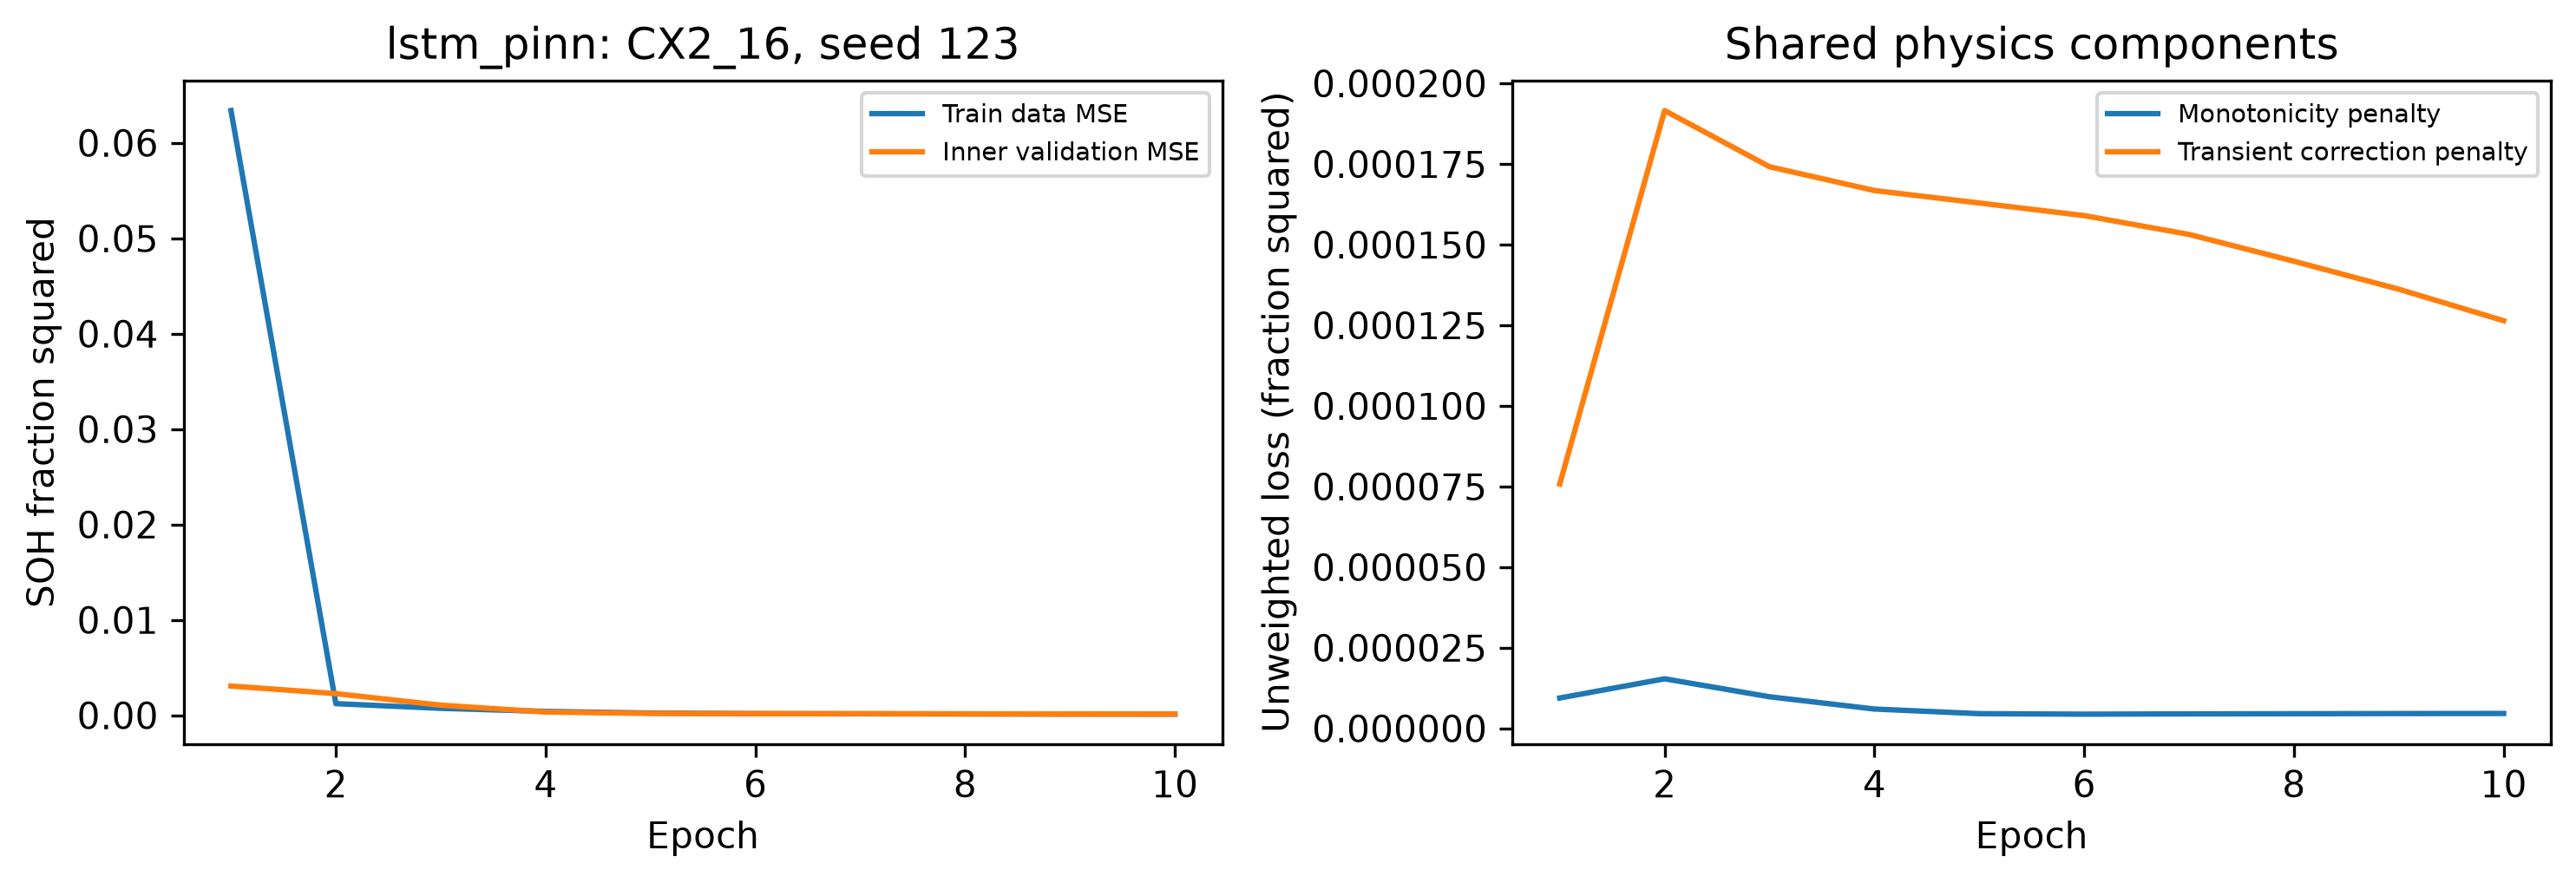 lstm_pinn: CX2_16, seed 123
SOH fraction squared
0.06
0.05
0.04
0.03
0.02
0.01
0.00
Train data MSE
Inner validation MSE
2 4 6 8 10
Epoch
Shared physics components
Unweighted loss (fraction squared)
0.000200
0.000175
0.000150
0.000125
0.000100
0.000075
0.000050
0.000025
0.000000
Monotonicity penalty
Transient correction penalty
2 4 6 8 10
Epoch